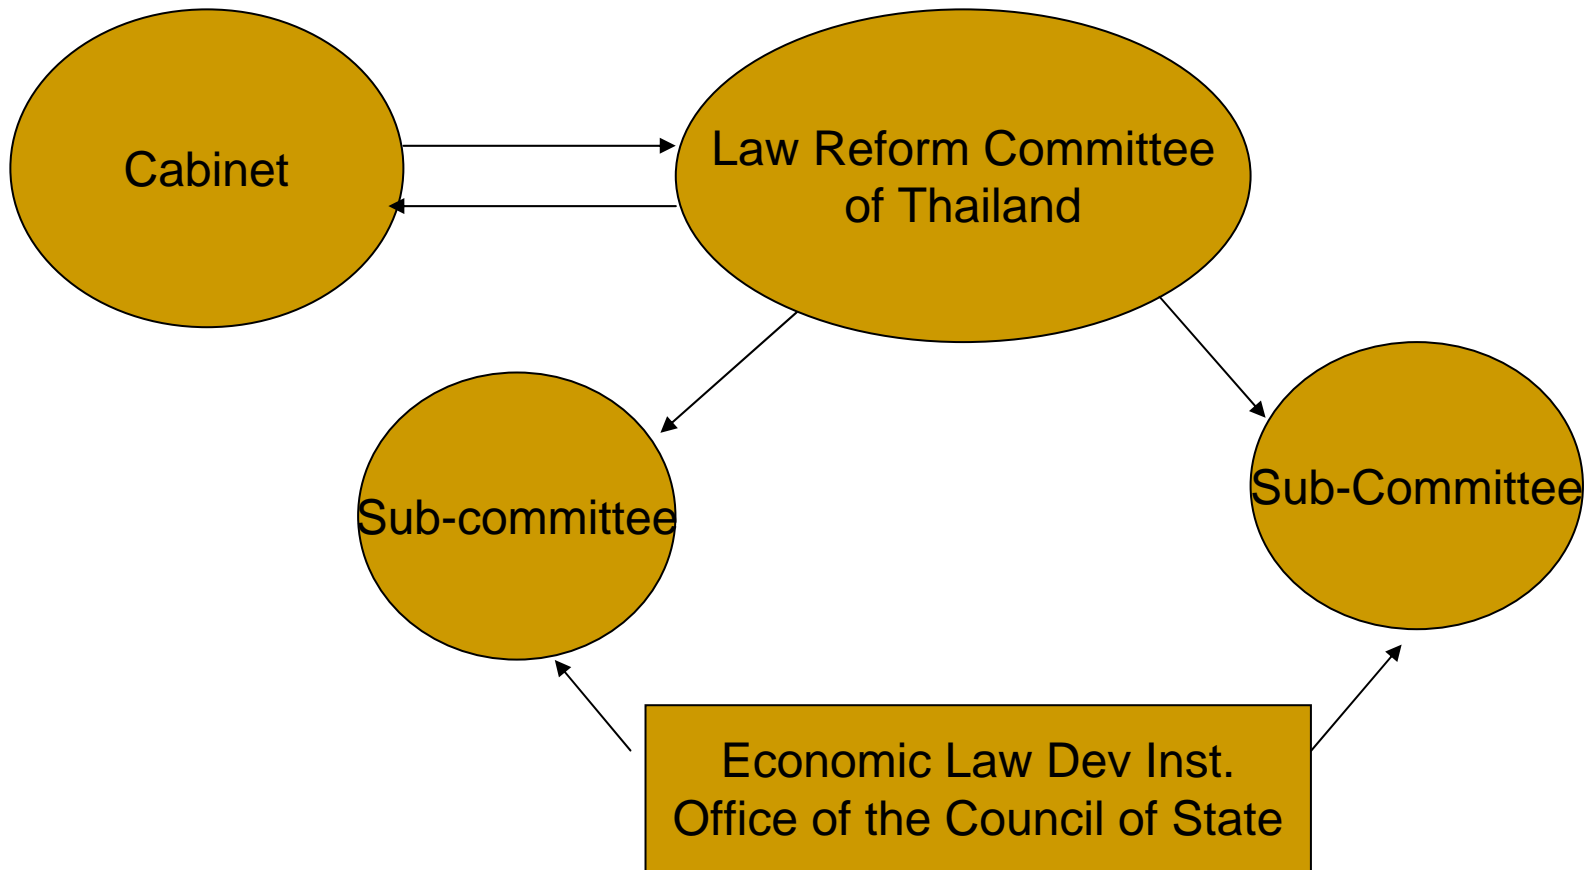 Cabinet
Law Reform Committee
of Thailand
Sub-committee
Sub-Committee
Economic Law Dev Inst.
Office of the Council of State